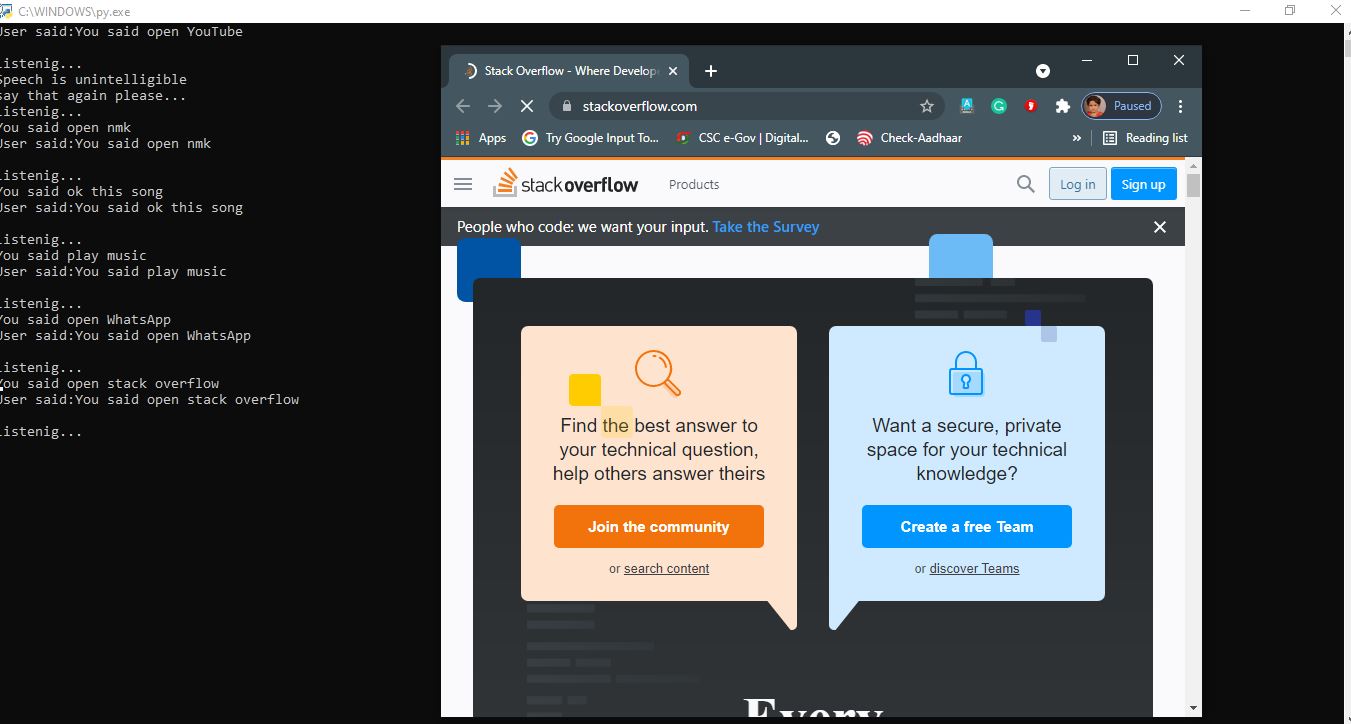 C:\WINDOWS\py.exe
User said:You said open YouTube
Listenig...
Speech is unintelligible
say that again please...
Listenig...
You said open nmk
User said:You said open nmk
Listenig...
You said ok this song
User said:You said ok this song
Listenig...
You said play music
User said:You said play music
Listenig...
You said open WhatsApp
User said:You said open WhatsApp
Listenig...
You said open stack overflow
User said:You said open stack overflow
Listenig...
Stack Overflow - Where Develop
stackoverflow.com
Paused
Apps Try Google Input To... CSC e-Gov | Digital... Check-Aadhaar » Reading list
stackoverflow Products Log in Sign up
People who code: we want your input. Take the Survey
Find the best answer to
your technical question,
help others answer theirs
Join the community
or search content
Want a secure, private
space for your technical
knowledge?
Create a free Team
or discover Teams
Every